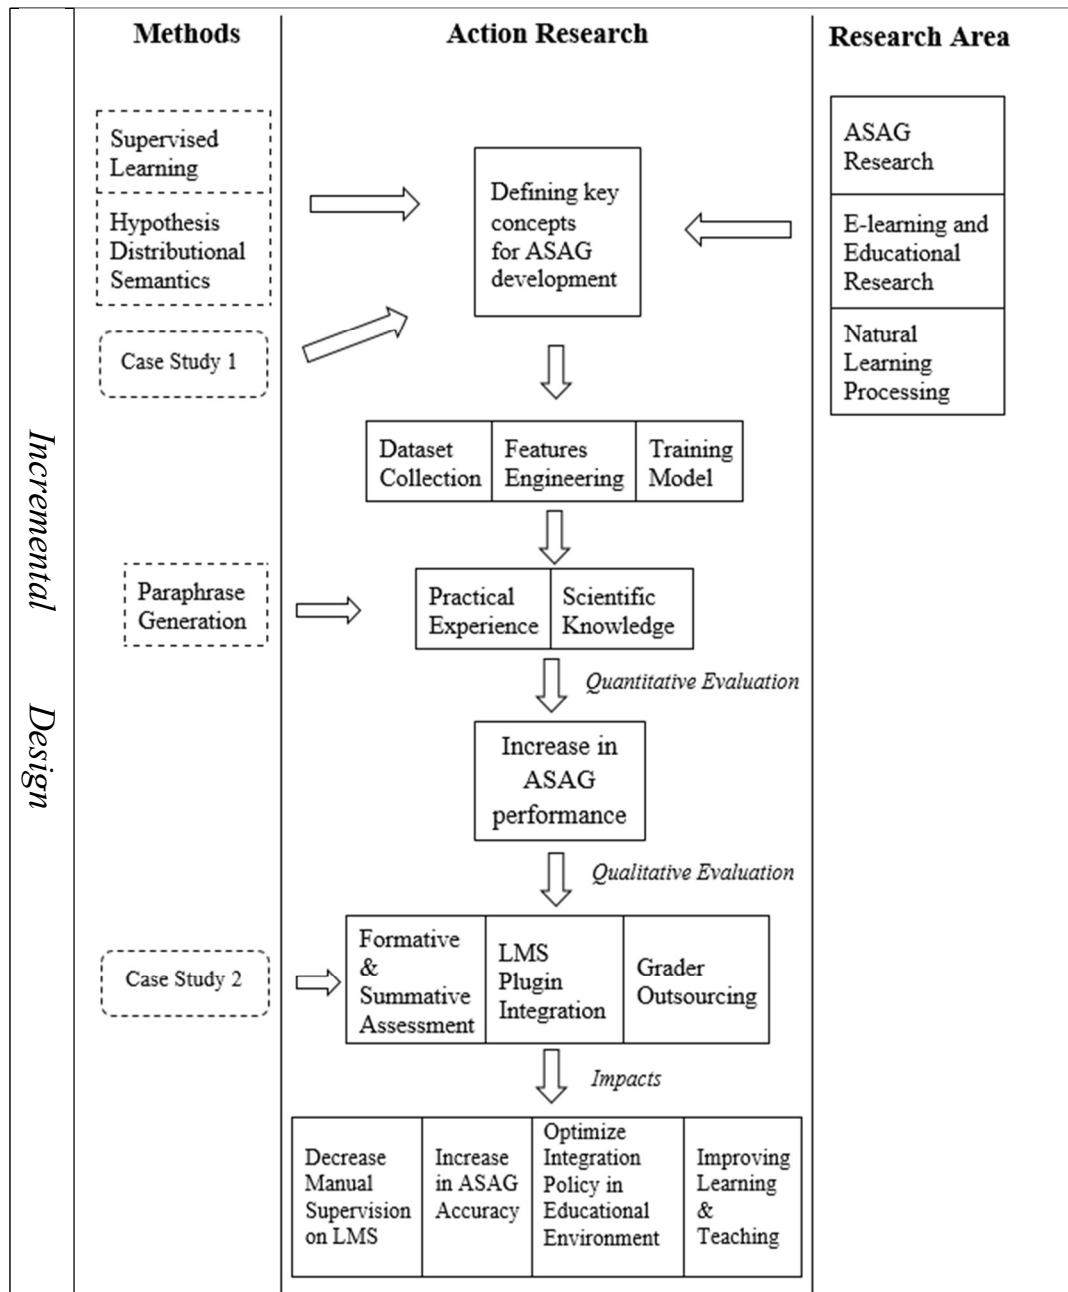 Methods
Action Research
Research Area
Incremental Design
Supervised
Learning
Hypothesis
Distributional
Semantics
Case Study 1
Defining key
concepts
for ASAG
development
ASAG
Research
E-learning and
Educational
Research
Natural
Learning
Processing
Dataset
Collection
Features
Engineering
Training
Model
Paraphrase
Generation
Practical
Experience
Scientific
Knowledge
Quantitative Evaluation
Increase in
ASAG
performance
Qualitative Evaluation
Case Study 2
Formative
&
Summative
Assessment
LMS
Plugin
Integration
Grader
Outsourcing
Impacts
Decrease
Manual
Supervision
on LMS
Increase
in ASAG
Accuracy
Optimize
Integration
Policy in
Educational
Environment
Improving
Learning
&
Teaching